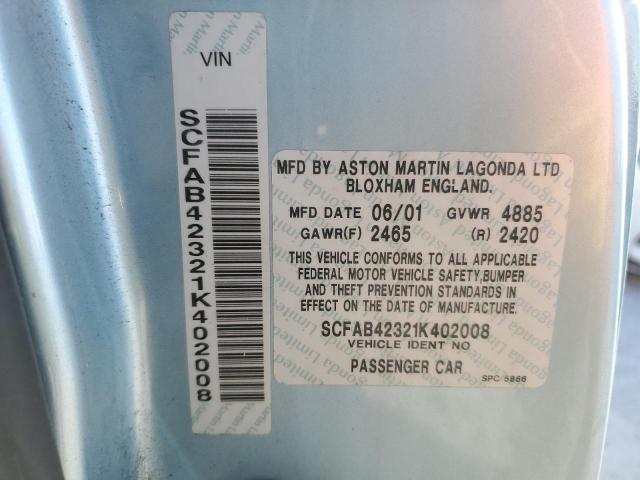 VIN
SCFAB42321K402008
MFD BY ASTON MARTIN LAGONDA LTD
BLOXHAM ENGLAND.
MFD DATE 06/01 GVWR 4885
GAWR(F) 2465 (R) 2420
THIS VEHICLE CONFORMS TO ALL APPLICABLE
FEDERAL MOTOR VEHICLE SAFETY,BUMPER
AND THEFT PREVENTION STANDARDS IN
EFFECT ON THE DATE OF MANUFACTURE.
SCFAB42321K402008
VEHICLE IDENT NO
PASSENGER CAR
SPC 5866